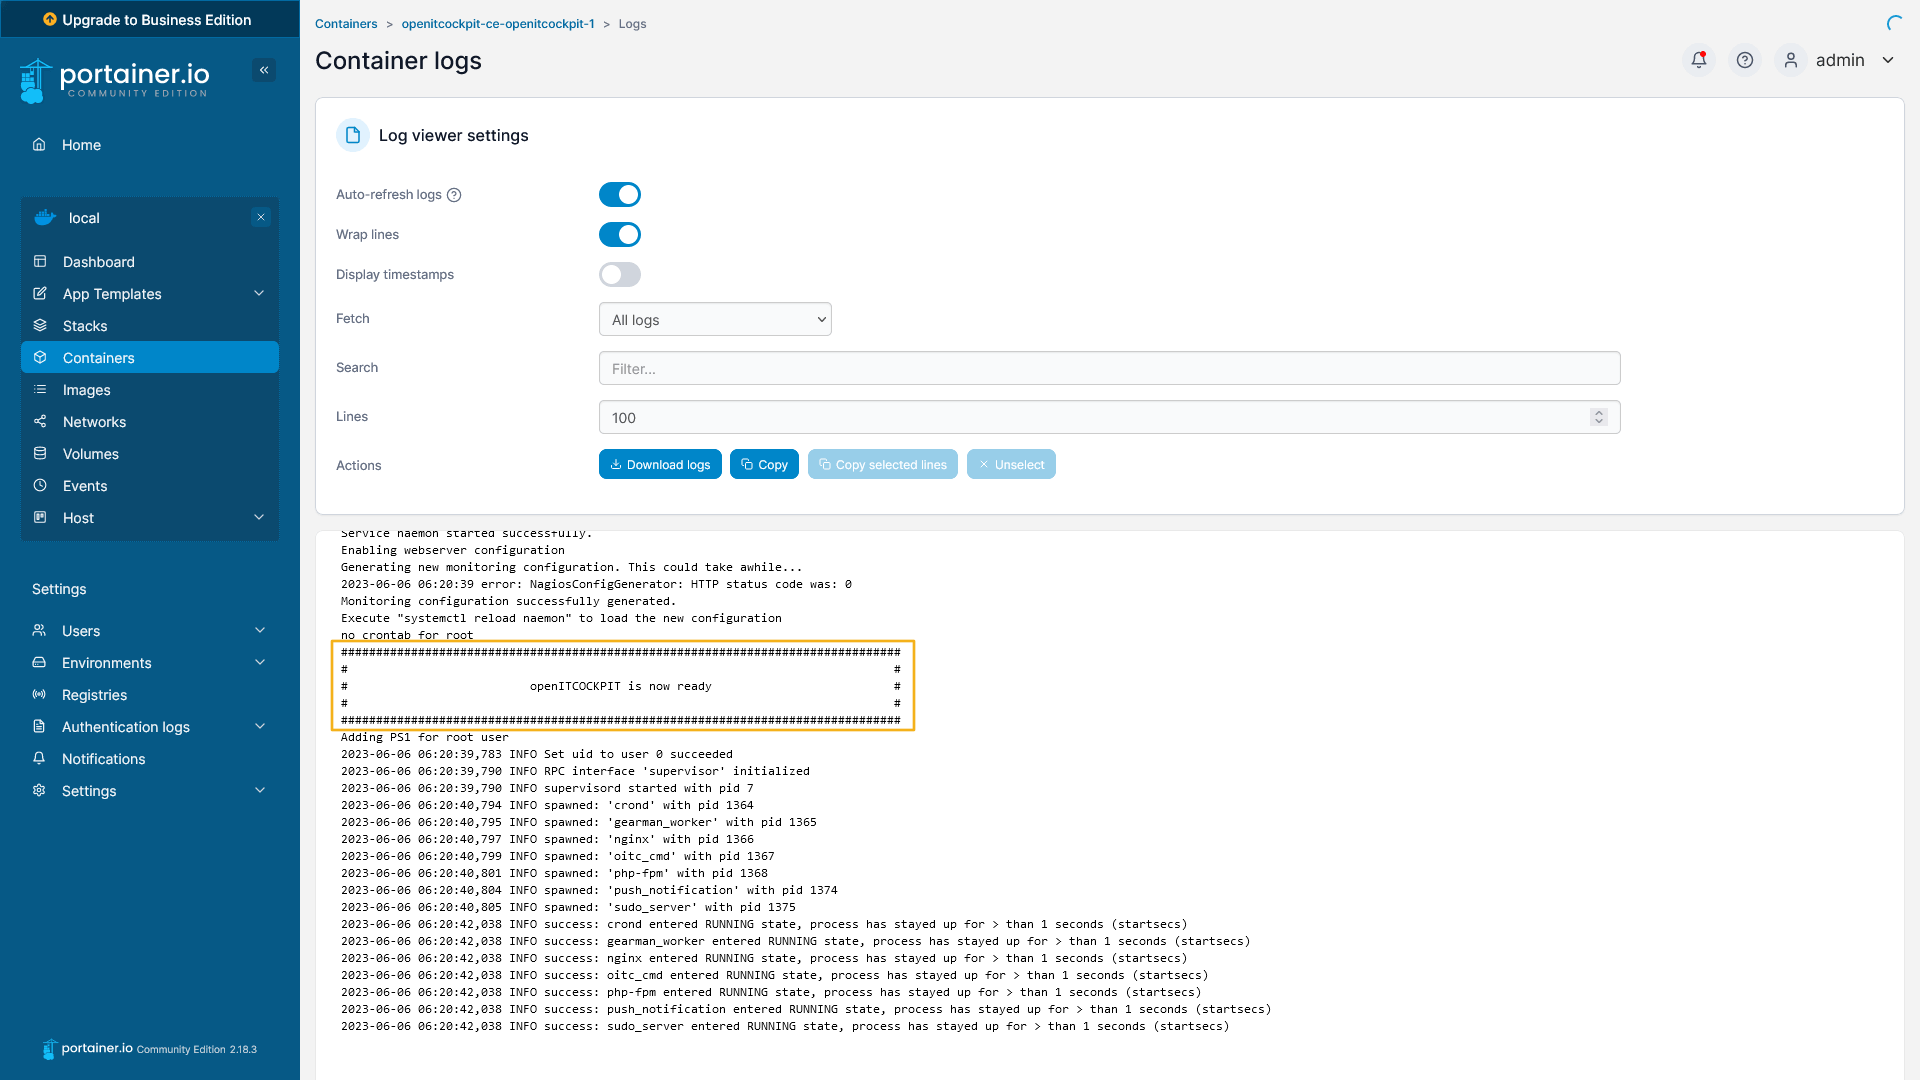 Upgrade to Business Edition
portainer.io
COMMUNITY EDITION
Home
local
Dashboard
App Templates
Stacks
Containers
Images
Networks
Volumes
Events
Host
Settings
Users
Environments
Registries
Authentication logs
Notifications
Settings
portainer.io Community Edition 2.18.3
Containers > openitcockpit-ce-openitcockpit-1 > Logs
Container logs
admin
Log viewer settings
Auto-refresh logs
Wrap lines
Display timestamps
Fetch
All logs
Search
Filter...
Lines
100
Actions
Download logs
Copy
Copy selected lines
Unselect
Service naemon started successfully.
Enabling webserver configuration
Generating new monitoring configuration. This could take awhile...
2023-06-06 06:20:39 error: NagiosConfigGenerator: HTTP status code was: 0
Monitoring configuration successfully generated.
Execute "systemctl reload naemon" to load the new configuration
no crontab for root
################################################################################
# #
# openITCOCKPIT is now ready #
# #
################################################################################
Adding PS1 for root user
2023-06-06 06:20:39,783 INFO Set uid to user 0 succeeded
2023-06-06 06:20:39,790 INFO RPC interface 'supervisor' initialized
2023-06-06 06:20:39,790 INFO supervisord started with pid 7
2023-06-06 06:20:40,794 INFO spawned: 'crond' with pid 1364
2023-06-06 06:20:40,795 INFO spawned: 'gearman_worker' with pid 1365
2023-06-06 06:20:40,797 INFO spawned: 'nginx' with pid 1366
2023-06-06 06:20:40,799 INFO spawned: 'oitc_cmd' with pid 1367
2023-06-06 06:20:40,801 INFO spawned: 'php-fpm' with pid 1368
2023-06-06 06:20:40,804 INFO spawned: 'push_notification' with pid 1374
2023-06-06 06:20:40,805 INFO spawned: 'sudo_server' with pid 1375
2023-06-06 06:20:42,038 INFO success: crond entered RUNNING state, process has stayed up for > than 1 seconds (startsecs)
2023-06-06 06:20:42,038 INFO success: gearman_worker entered RUNNING state, process has stayed up for > than 1 seconds (startsecs)
2023-06-06 06:20:42,038 INFO success: nginx entered RUNNING state, process has stayed up for > than 1 seconds (startsecs)
2023-06-06 06:20:42,038 INFO success: oitc_cmd entered RUNNING state, process has stayed up for > than 1 seconds (startsecs)
2023-06-06 06:20:42,038 INFO success: php-fpm entered RUNNING state, process has stayed up for > than 1 seconds (startsecs)
2023-06-06 06:20:42,038 INFO success: push_notification entered RUNNING state, process has stayed up for > than 1 seconds (startsecs)
2023-06-06 06:20:42,038 INFO success: sudo_server entered RUNNING state, process has stayed up for > than 1 seconds (startsecs)